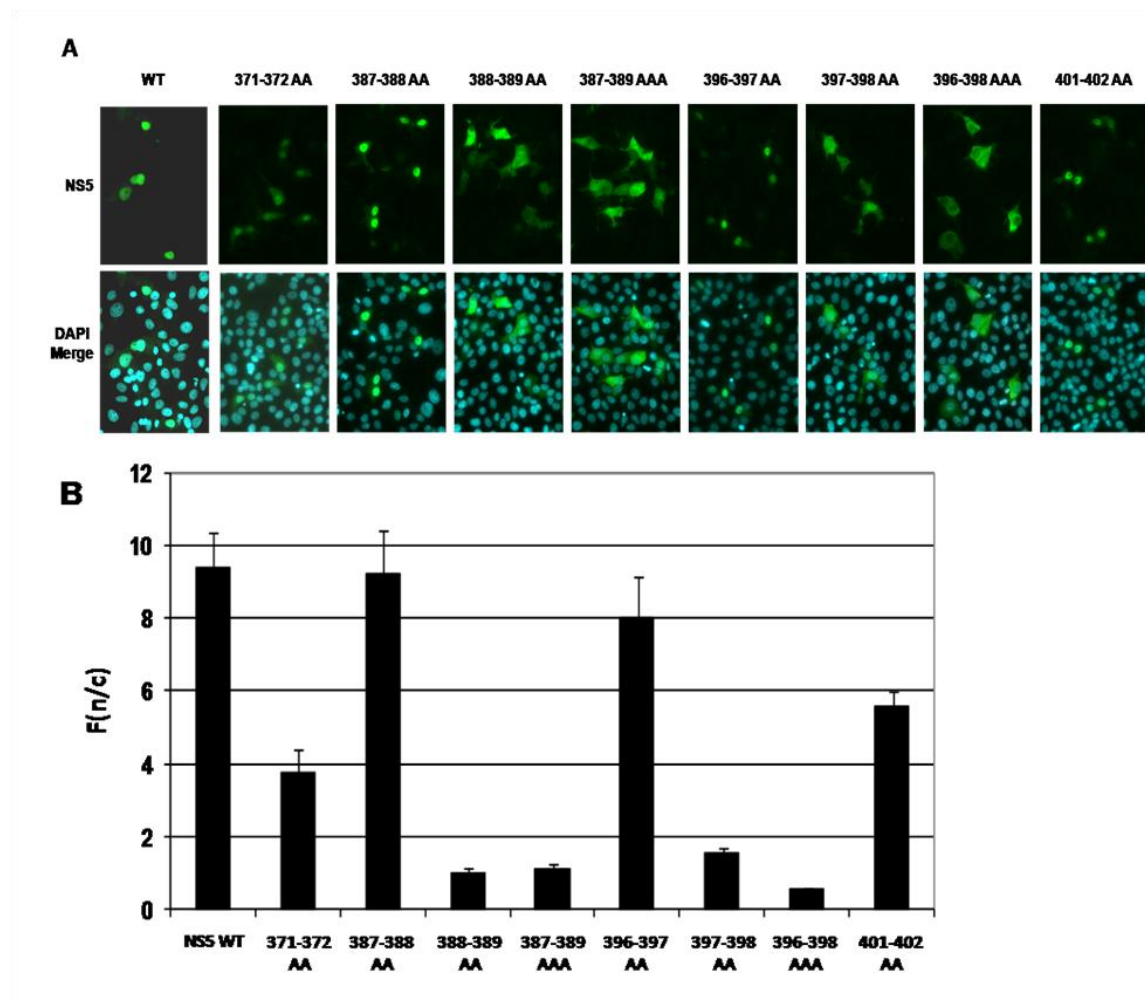 A
WT 371-372 AA 387-388 AA 388-389 AA 387-389 AAA 396-397 AA 397-398 AA 396-398 AAA 401-402 AA
NS5
DAPI
Merge
B
12
10
8
6
4
2
0
F(n/c)
NS5 WT 371-372 387-388 388-389 387-389 396-397 397-398 396-398 401-402
AA AA AA AAA AA AA AAA AA